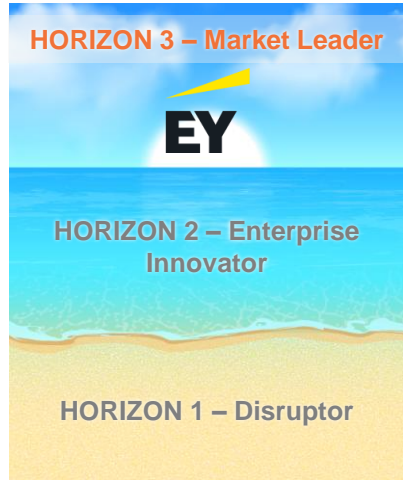 HORIZON 3 – Market Leader
EY
HORIZON 2 – Enterprise
Innovator
HORIZON 1 – Disruptor